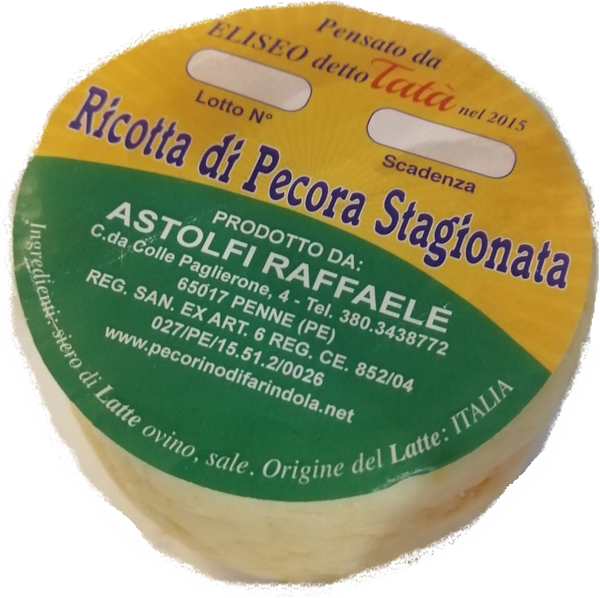 Pensato da
ELISEO detto Tatà nel 2015
Lotto N°
Scadenza
Ricotta di Pecora Stagionata
PRODOTTO DA:
ASTOLFI RAFFAELE
C.da Colle Paglierone, 4 - Tel. 380.3438772
65017 PENNE (PE)
REG. SAN. EX ART. 6 REG. CE. 852/04
027/PE/15.51.2/0026
www.pecorinodifarindola.net
Ingredienti: siero di Latte ovino, sale. Origine del Latte: ITALIA